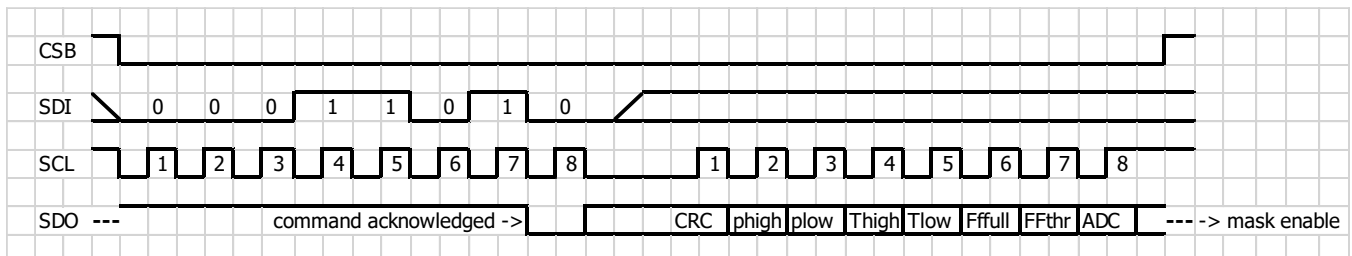 CSB
SDI 0 0 0 1 1 0 1 0
SCL 1 2 3 4 5 6 7 8 1 2 3 4 5 6 7 8
SDO --- command acknowledged -> CRC phigh plow Thigh Tlow Fffull FFthr ADC --- -> mask enable